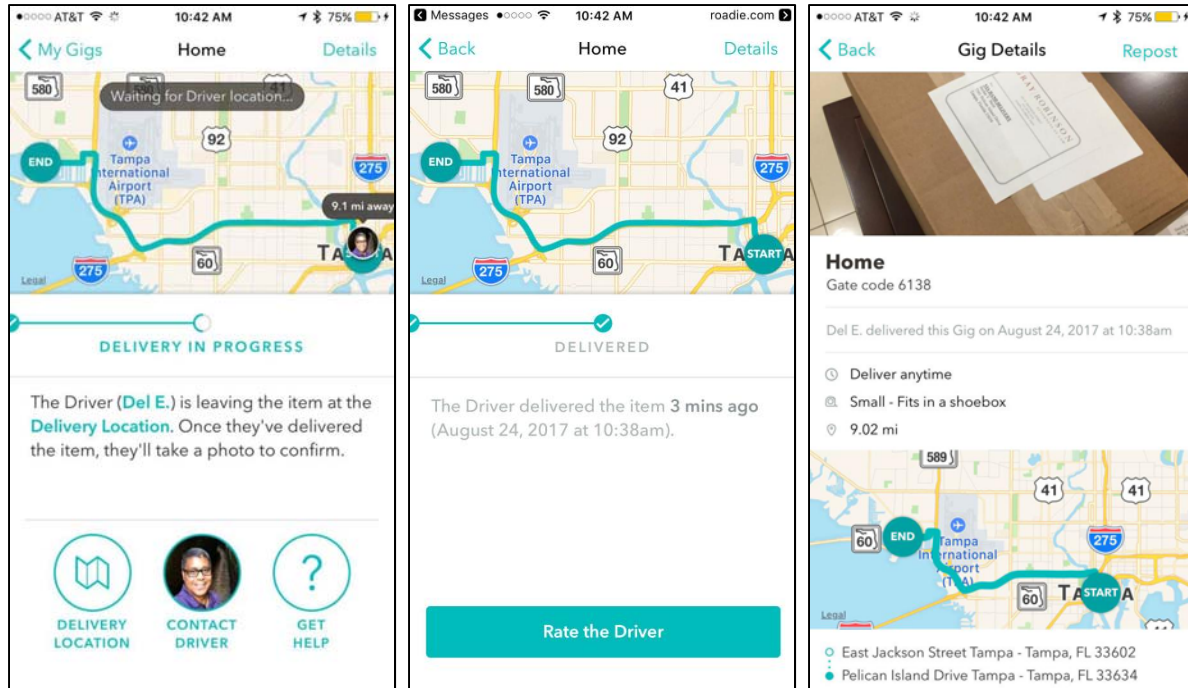 AT&T 10:42 AM 75%
My Gigs Home Details
580 580 41
Waiting for Driver location...
92
END
Tampa
International
Airport
(TPA)
275
9.1 mi away
60
TA A
275
Legal
DELIVERY IN PROGRESS
The Driver (Del E.) is leaving the item at the
Delivery Location. Once they've delivered
the item, they'll take a photo to confirm.
?
DELIVERY
LOCATION
CONTACT
DRIVER
GET
HELP
Messages 10:42 AM roadie.com
Back Home Details
580 580 41
92
END
Tampa
International
Airport
(TPA)
275
TA START A
60
275
Legal
DELIVERED
The Driver delivered the item 3 mins ago
(August 24, 2017 at 10:38am).
Rate the Driver
AT&T 10:42 AM 75%
Back Gig Details Repost
ROBINSON
Home
Gate code 6138
Del E. delivered this Gig on August 24, 2017 at 10:38am
Deliver anytime
Small - Fits in a shoebox
9.02 mi
589
41 41
60 END
Tampa
International
Airport
(TPA)
275
60 TA START A
Legal
East Jackson Street Tampa - Tampa, FL 33602
Pelican Island Drive Tampa - Tampa, FL 33634